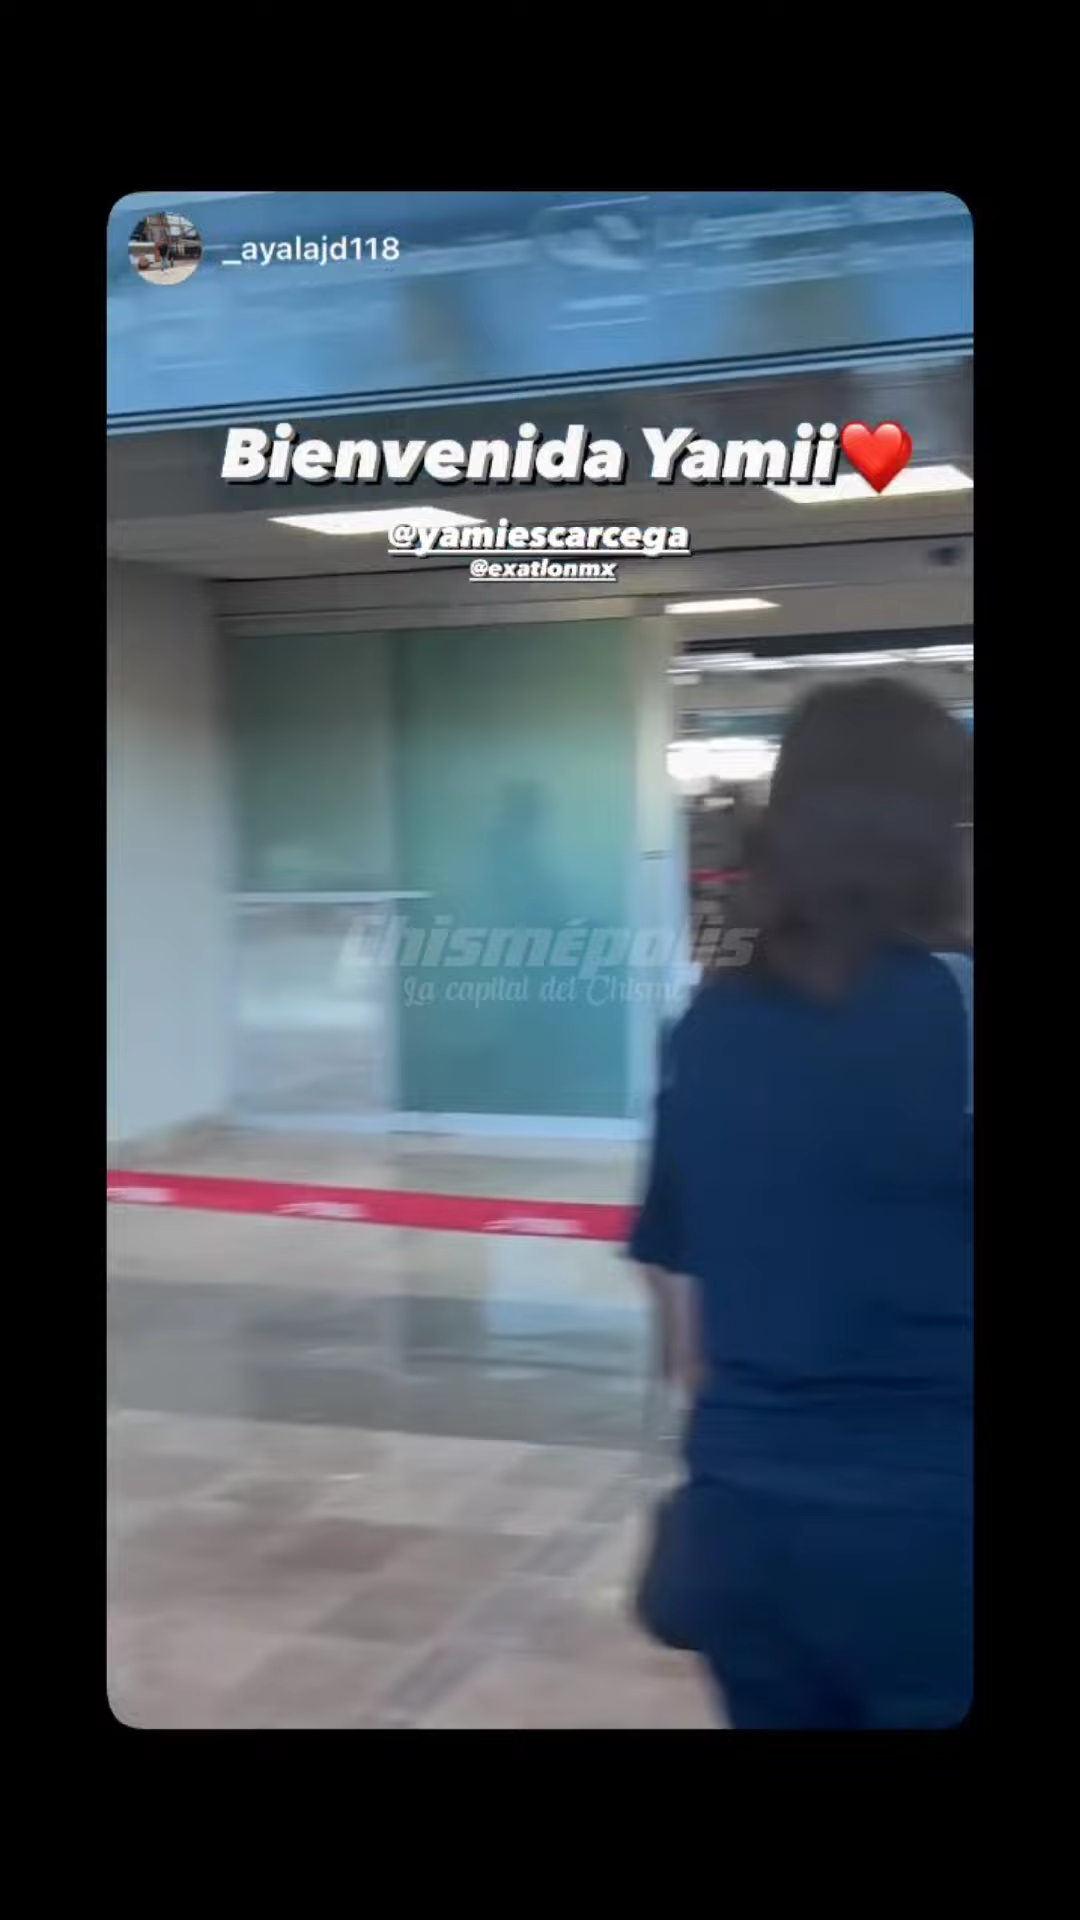 _ayalajd118
Bienvenida Yamii❤️
@yamiescarcega
@exatlonmx
Chismépolis
La capital del Chisme